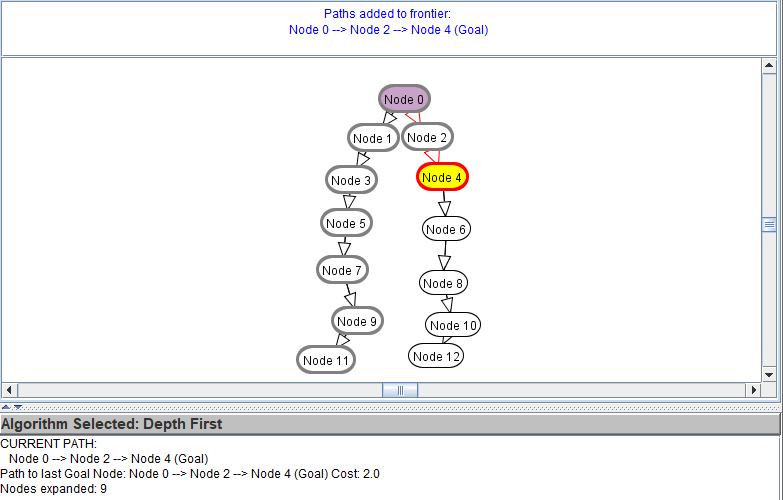 Paths added to frontier:
Node 0 --> Node 2 --> Node 4 (Goal)
Node 0
Node 1
Node 2
Node 3
Node 4
Node 5
Node 6
Node 7
Node 8
Node 9
Node 10
Node 11
Node 12
Algorithm Selected: Depth First
CURRENT PATH:
Node 0 --> Node 2 --> Node 4 (Goal)
Path to last Goal Node: Node 0 --> Node 2 --> Node 4 (Goal) Cost: 2.0
Nodes expanded: 9